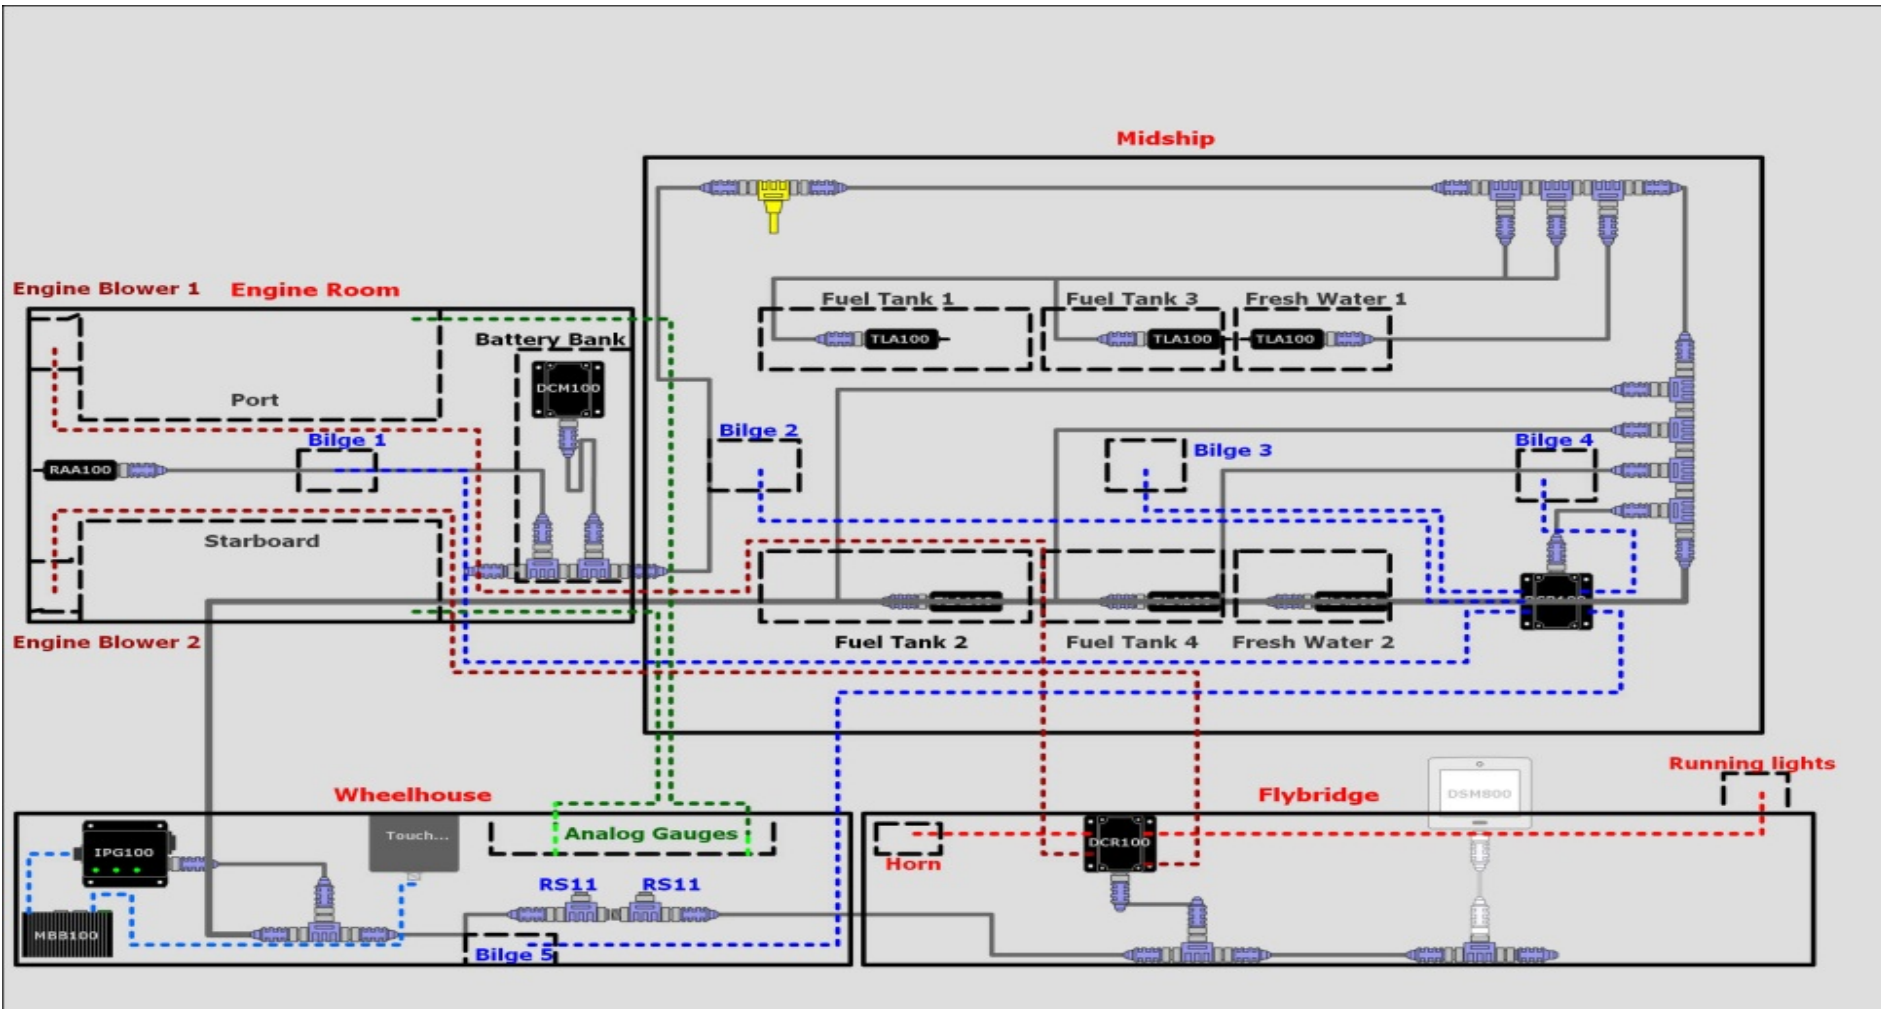 Midship
Engine Blower 1
Engine Room
Fuel Tank 1
Fuel Tank 3
Fresh Water 1
Battery Bank
TLA100
TLA100
TLA100
DCM100
Port
Bilge 1
Bilge 2
Bilge 3
Bilge 4
RAA100
Starboard
Engine Blower 2
Fuel Tank 2
Fuel Tank 4
Fresh Water 2
Wheelhouse
Flybridge
Running lights
DSM800
IPG100
Touch...
Analog Gauges
Horn
DCR100
RS11
RS11
MBB100
Bilge 5